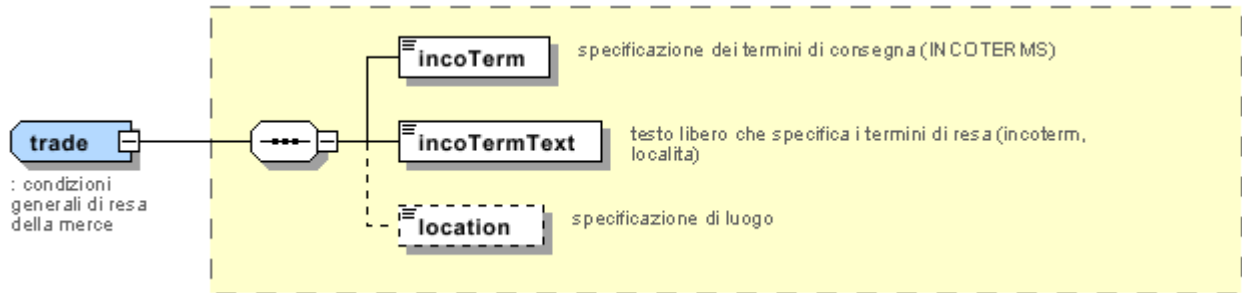 incoTerm
specificazione dei termini di consegna (INCOTERMS)
trade
: condizioni
generali di resa
della merce
incoTermText
testo libero che specifica i termini di resa (incoterm,
localita)
location
specificazione di luogo